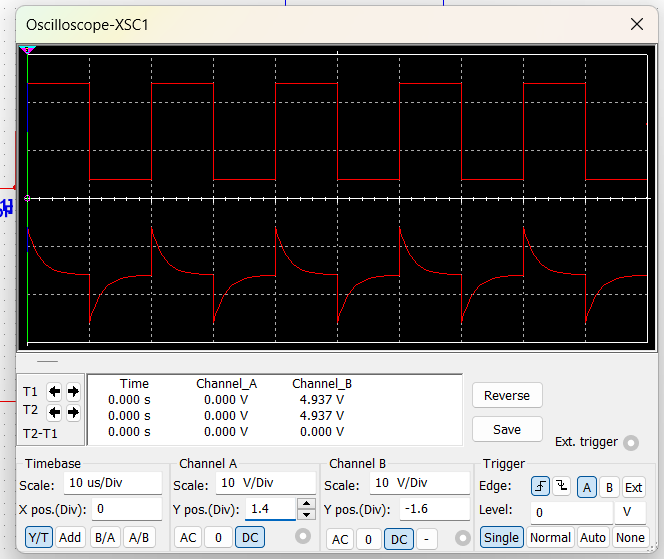 Oscilloscope-XSC1
Time Channel_A Channel_B
T1 0.000 s 0.000 V 4.937 V
T2 0.000 s 0.000 V 4.937 V
T2-T1 0.000 s 0.000 V 0.000 V
Reverse
Save
Ext. trigger
Timebase
Scale: 10 us/Div
X pos.(Div): 0
Y/T Add B/A A/B
Channel A
Scale: 10 V/Div
Y pos.(Div): 1.4
AC 0 DC
Channel B
Scale: 10 V/Div
Y pos.(Div): -1.6
AC 0 DC -
Trigger
Edge: A B Ext
Level: 0 V
Single Normal Auto None